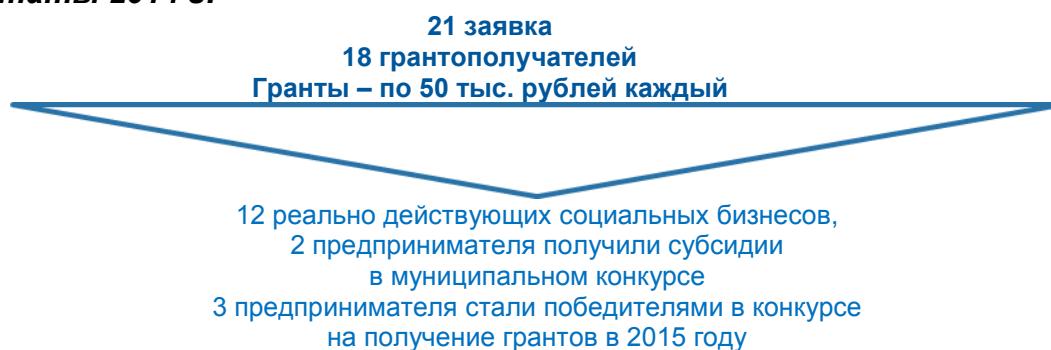 21 заявка
18 грантополучателей
Гранты – по 50 тыс. рублей каждый
12 реально действующих социальных бизнесов,
2 предпринимателя получили субсидии
в муниципальном конкурсе
3 предпринимателя стали победителями в конкурсе
на получение грантов в 2015 году